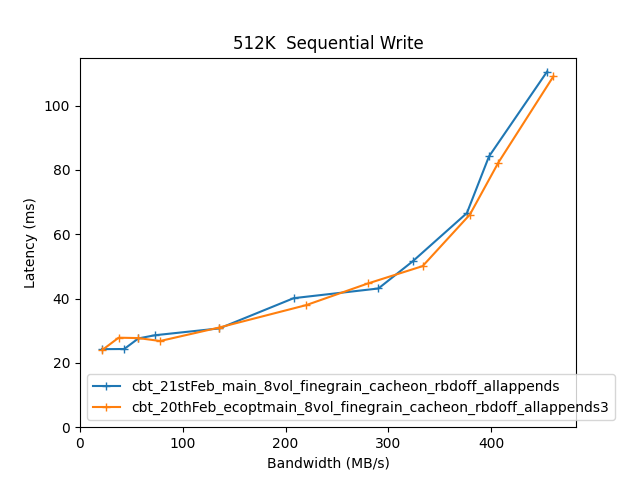 512K  Sequential Write
Latency (ms)
100
80
60
40
20
0
cbt_21stFeb_main_8vol_finegrain_cacheon_rbdoff_allappends
cbt_20thFeb_ecoptmain_8vol_finegrain_cacheon_rbdoff_allappends3
0 100 200 300 400
Bandwidth (MB/s)